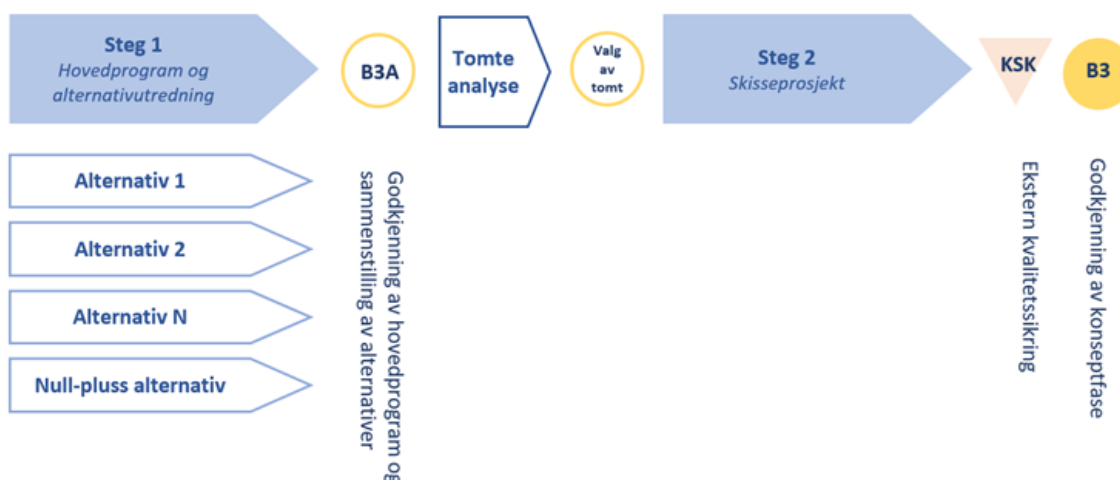 Steg 1
Hovedprogram og
alternativutredning
B3A
Tomte
analyse
Valg
av
tomt
Steg 2
Skisseprosjekt
KSK
B3
Alternativ 1
Alternativ 2
Alternativ N
Null-pluss alternativ
Godkjenning av hovedprogram og
sammenstilling av alternativer
Ekstern kvalitetssikring
Godkjenning av konseptfase